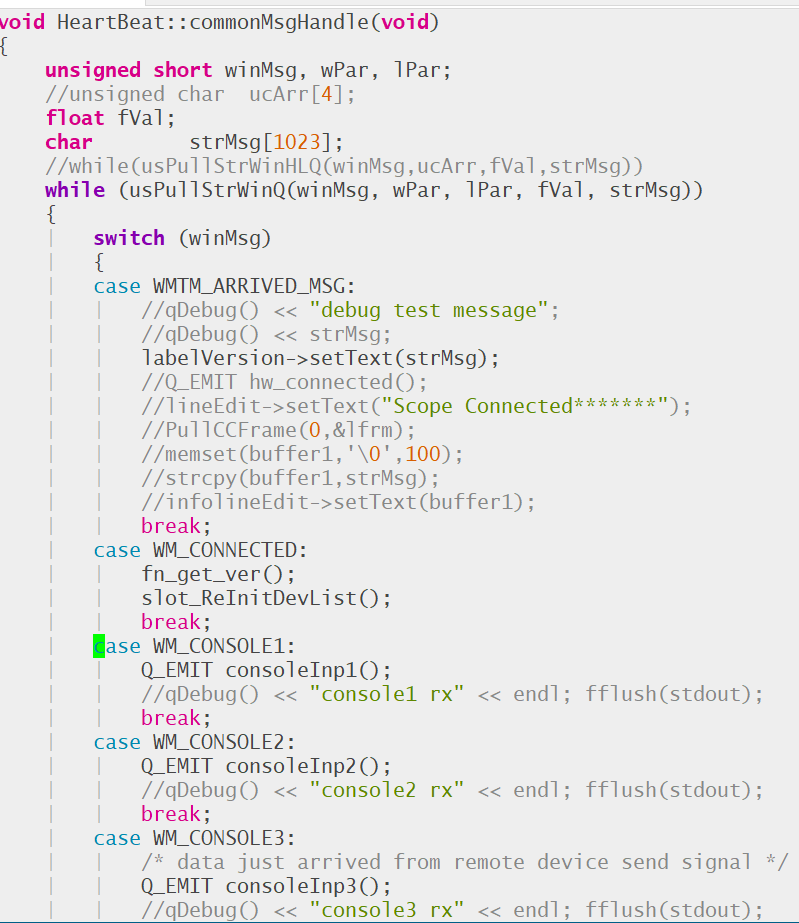 void HeartBeat::commonMsgHandle(void)
{
    unsigned short winMsg, wPar, lPar;
    //unsigned char  ucArr[4];
    float fVal;
    char        strMsg[1023];
    //while(usPullStrWinHLQ(winMsg,ucArr,fVal,strMsg))
    while (usPullStrWinQ(winMsg, wPar, lPar, fVal, strMsg))
    {
        switch (winMsg)
        {
        case WMTM_ARRIVED_MSG:
            //qDebug() << "debug test message";
            //qDebug() << strMsg;
            labelVersion->setText(strMsg);
            //Q_EMIT hw_connected();
            //lineEdit->setText("Scope Connected*******");
            //PullCCFrame(0,&lfrm);
            //memset(buffer1,'\0',100);
            //strcpy(buffer1,strMsg);
            //infolineEdit->setText(buffer1);
            break;
        case WM_CONNECTED:
            fn_get_ver();
            slot_ReInitDevList();
            break;
        case WM_CONSOLE1:
            Q_EMIT consoleInp1();
            //qDebug() << "console1 rx" << endl; fflush(stdout);
            break;
        case WM_CONSOLE2:
            Q_EMIT consoleInp2();
            //qDebug() << "console2 rx" << endl; fflush(stdout);
            break;
        case WM_CONSOLE3:
            /* data just arrived from remote device send signal */
            Q_EMIT consoleInp3();
            //qDebug() << "console3 rx" << endl; fflush(stdout);